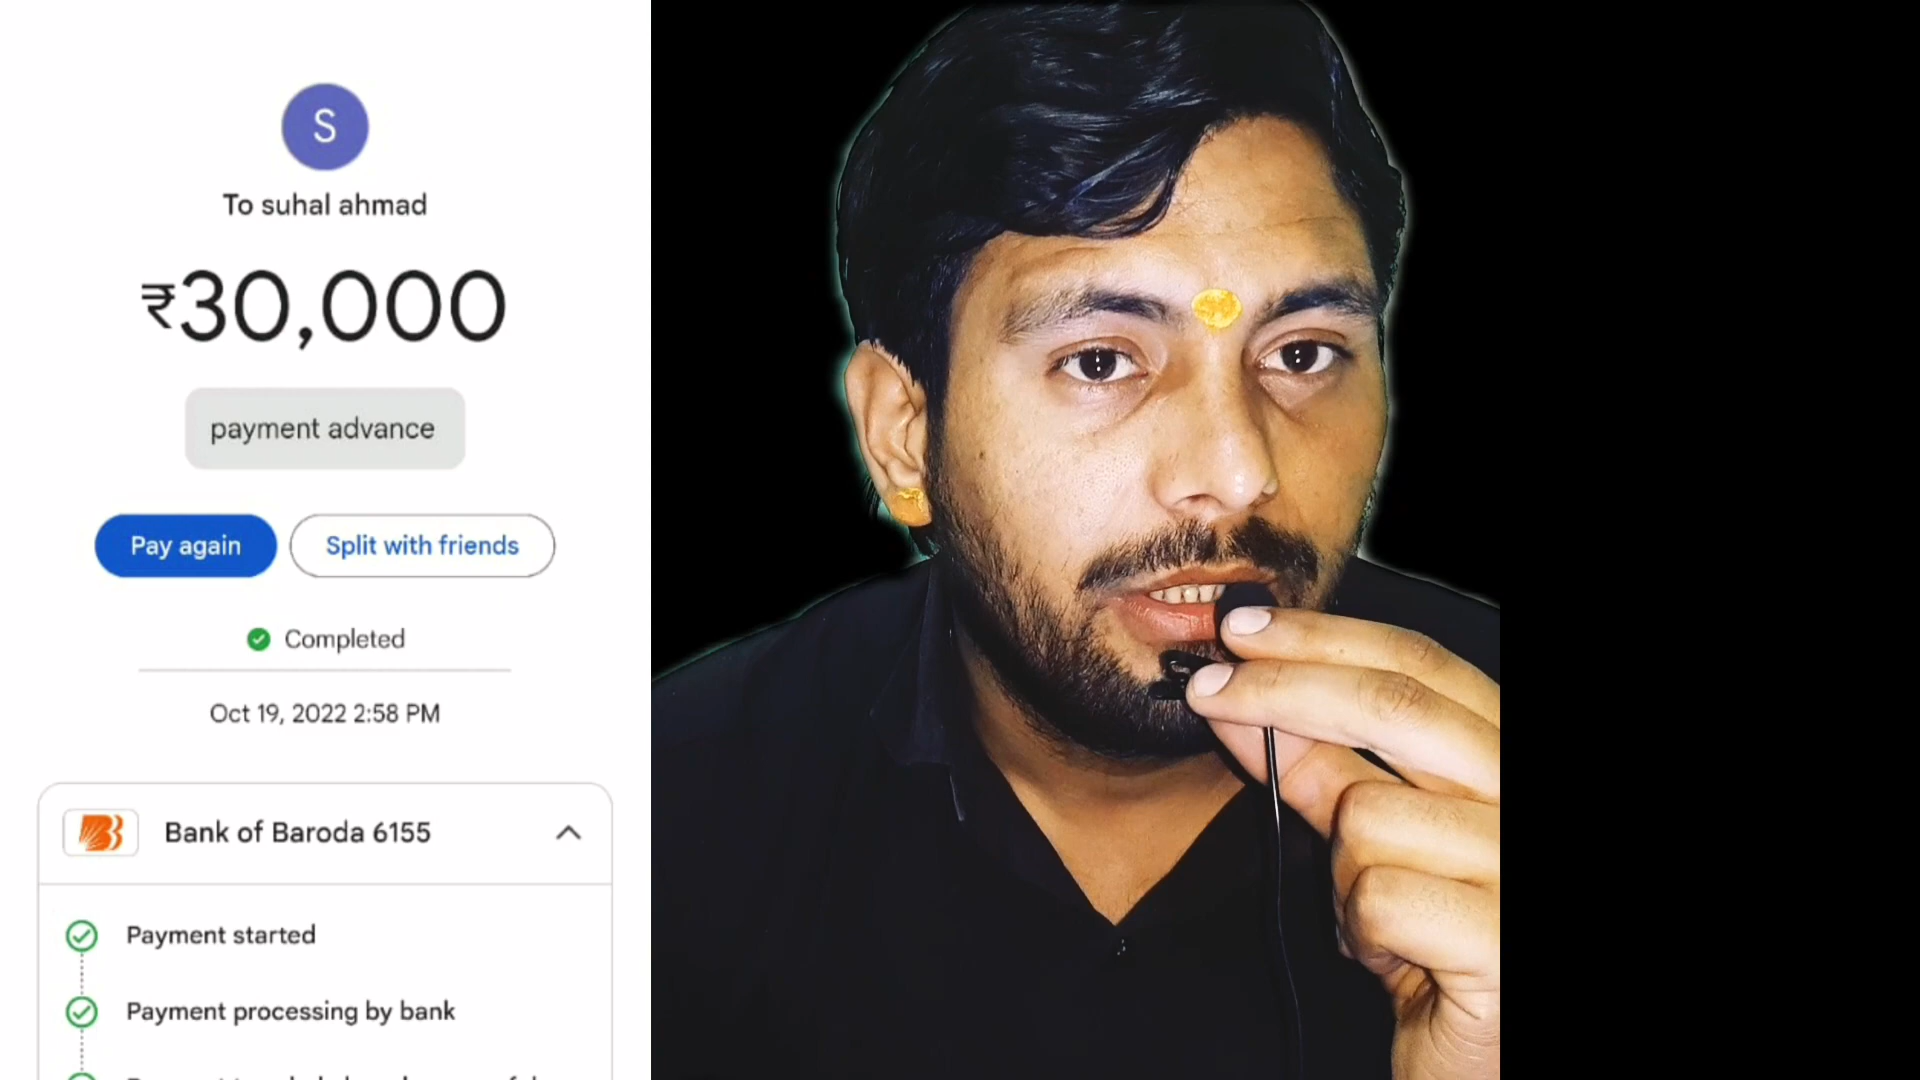 S
To suhal ahmad
₹30,000
payment advance
Pay again
Split with friends
Completed
Oct 19, 2022 2:58 PM
Bank of Baroda 6155
Payment started
Payment processing by bank